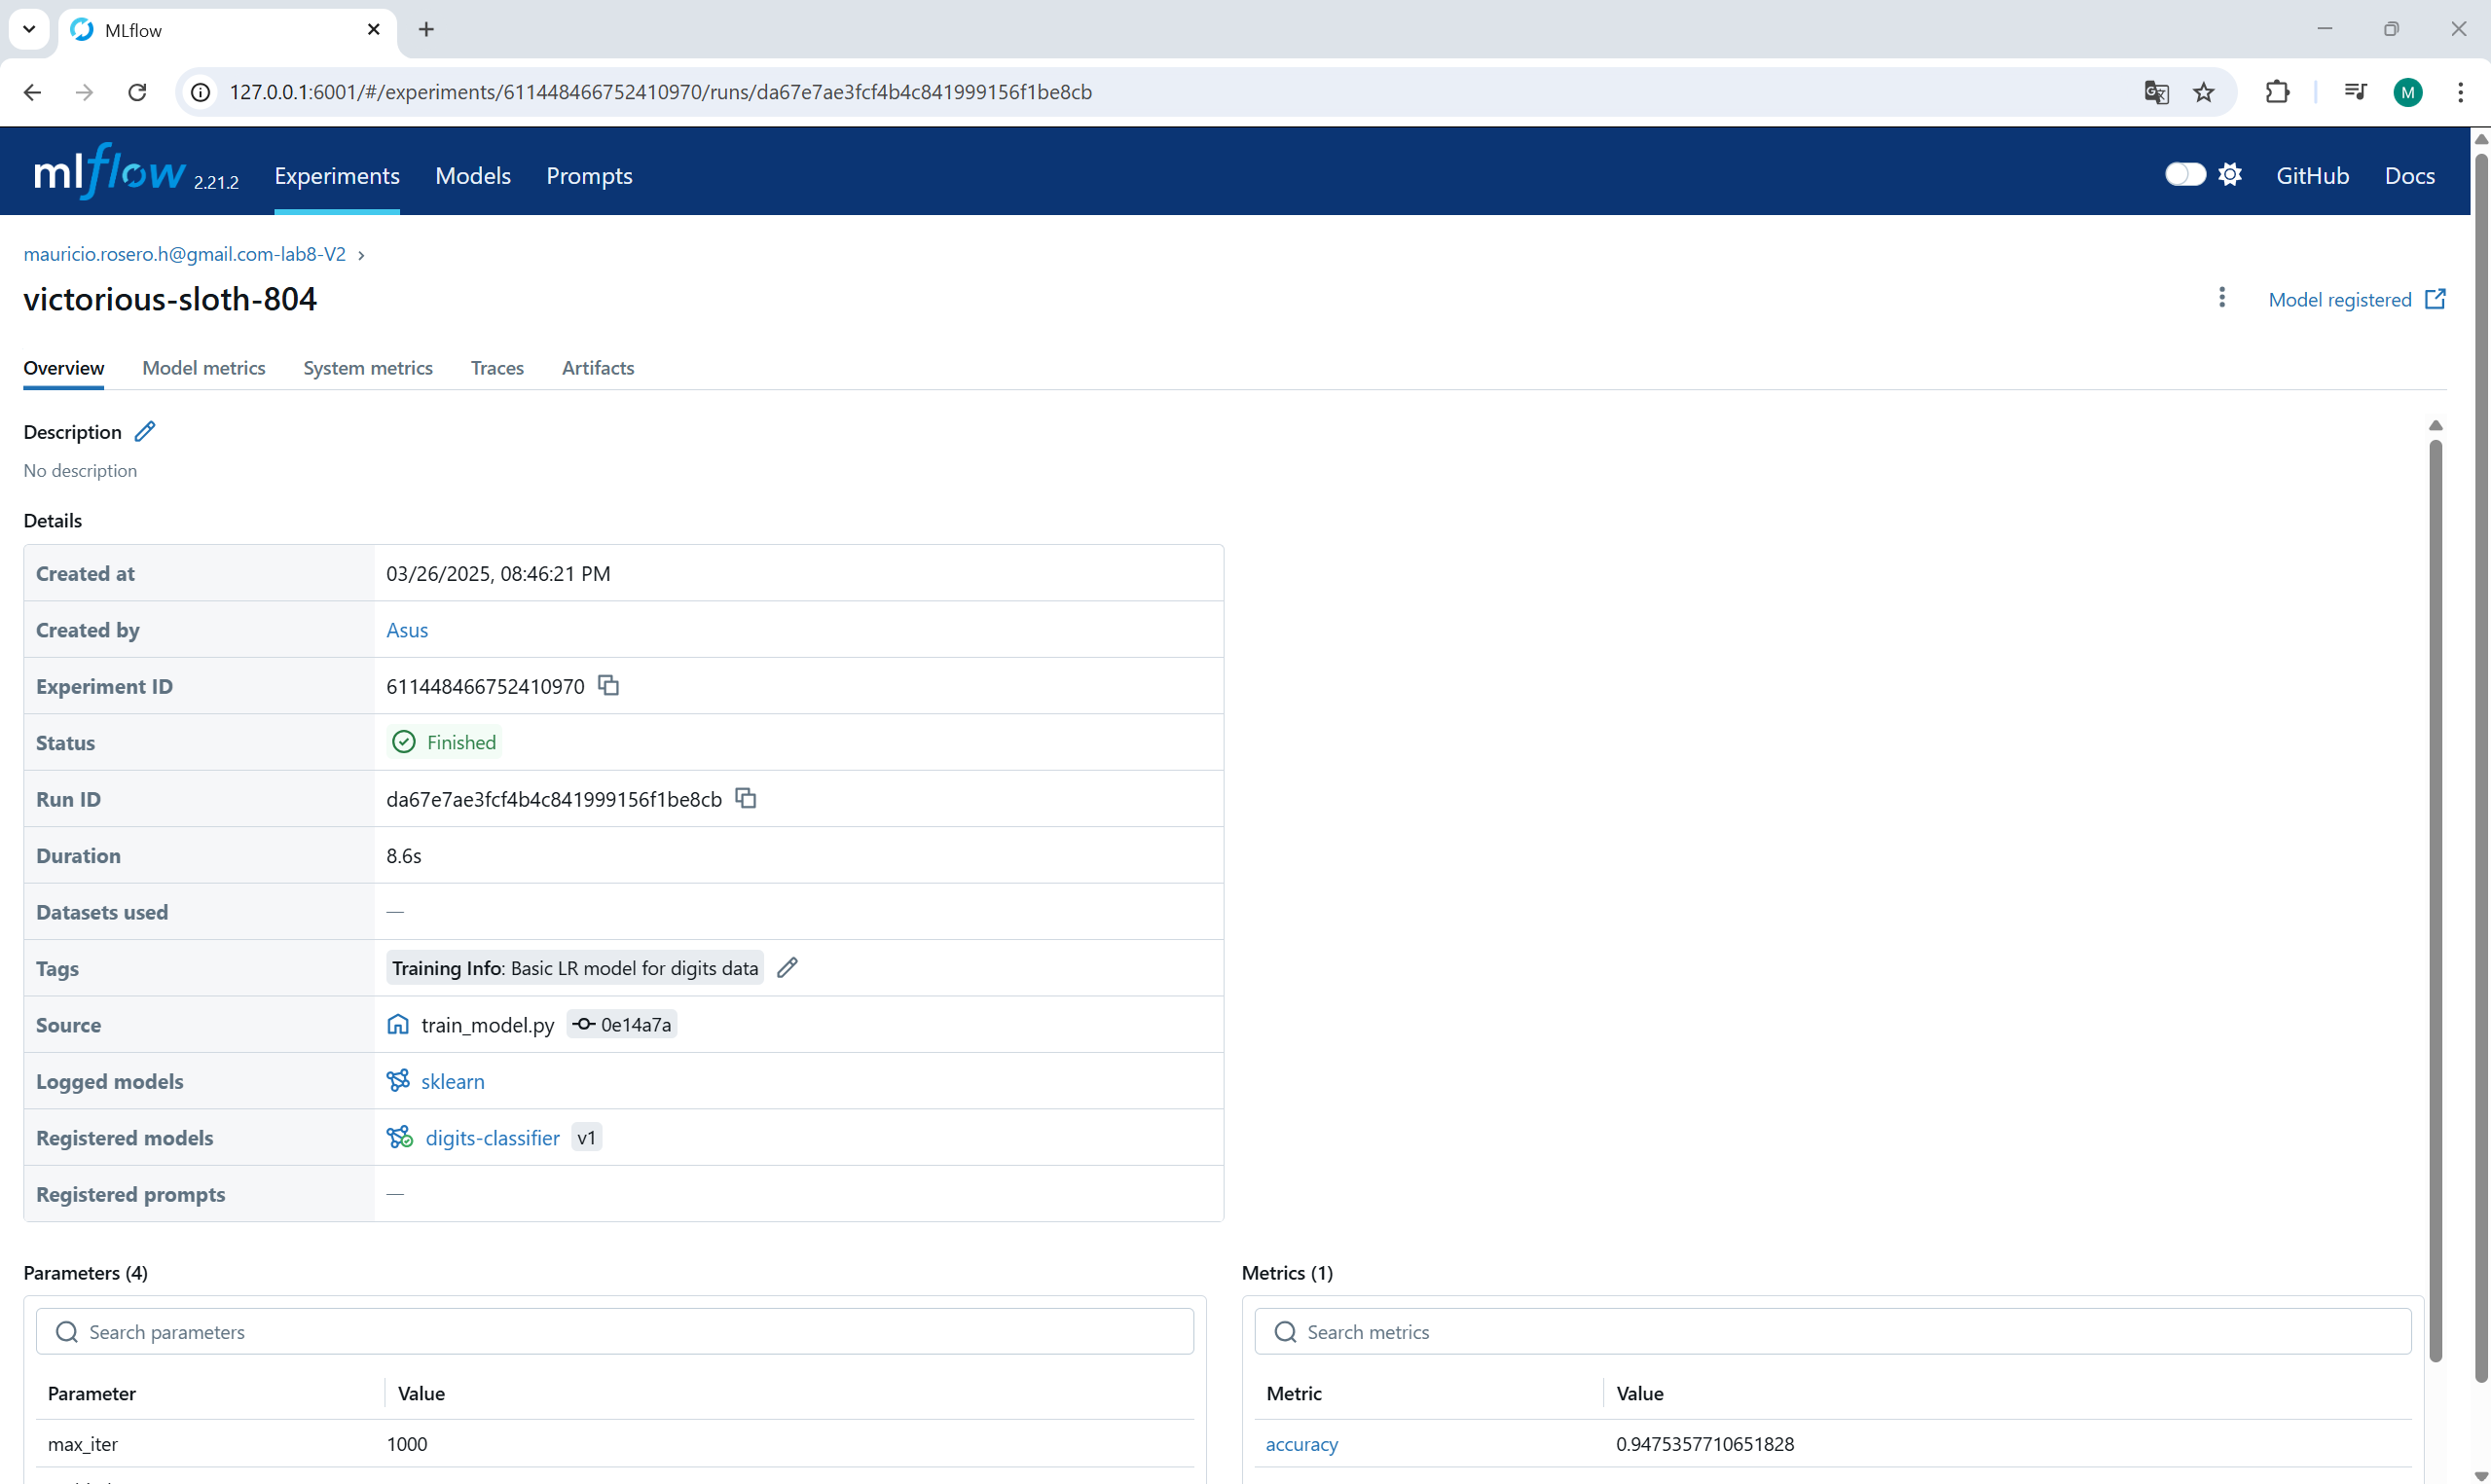 MLflow
127.0.0.1:6001/#/experiments/611448466752410970/runs/da67e7ae3fcf4b4c841999156f1be8cb
M
mlflow 2.21.2 Experiments Models Prompts GitHub Docs
mauricio.rosero.h@gmail.com-lab8-V2 >
victorious-sloth-804
Model registered
Overview Model metrics System metrics Traces Artifacts
Description
No description
Details
Created at 03/26/2025, 08:46:21 PM
Created by Asus
Experiment ID 611448466752410970
Status Finished
Run ID da67e7ae3fcf4b4c841999156f1be8cb
Duration 8.6s
Datasets used —
Tags Training Info: Basic LR model for digits data
Source train_model.py 0e14a7a
Logged models sklearn
Registered models digits-classifier v1
Registered prompts —
Parameters (4) Metrics (1)
Search parameters Search metrics
Parameter Value Metric Value
max_iter 1000 accuracy 0.9475357710651828